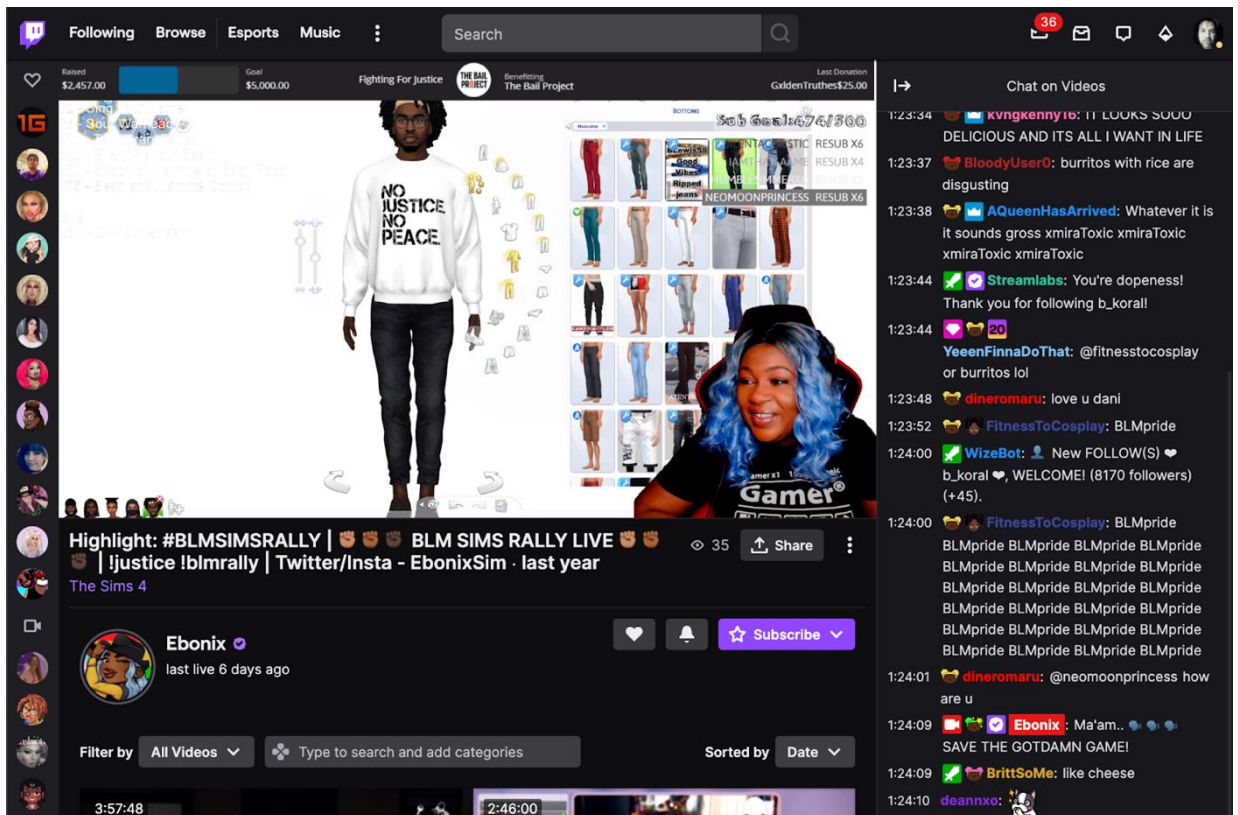 Following Browse Esports Music
Search
36
Raised
$2,457.00
Goal
$5,000.00
Fighting For Justice
THE BAIL PROJECT
Benefitting
The Bail Project
Last Donation
GxldenTruthes$25.00
BOTTOMS
Masculine
Sub Goal:474/500
RESUB X6
RESUB X4
HUMBLESIMMER RESUB X5
NEOMOONPRINCESS RESUB X6
Good
Vibes
Ripped
jeans
NO
JUSTICE.
NO
PEACE.
Gamer®
Highlight: #BLMSIMSRALLY | ✊🏽 ✊🏾 ✊🏿 BLM SIMS RALLY LIVE ✊🏽 ✊🏾
✊🏿 | !justice !blmrally | Twitter/Insta - EbonixSim · last year
35
Share
The Sims 4
Ebonix
last live 6 days ago
Subscribe
Filter by All Videos
Type to search and add categories
Sorted by Date
3:57:48
2:46:00
Chat on Videos
1:23:34 kvngkenny16: IT LOOKS SOOO
DELICIOUS AND ITS ALL I WANT IN LIFE
1:23:37 BloodyUser0: burritos with rice are
disgusting
1:23:38 AQueenHasArrived: Whatever it is
it sounds gross xmiraToxic xmiraToxic
xmiraToxic xmiraToxic
1:23:44 Streamlabs: You're dopeness!
Thank you for following b_koral!
1:23:44 20
YeeenFinnaDoThat: @fitnesstocosplay
or burritos lol
1:23:48 dineromaru: love u dani
1:23:52 FitnessToCosplay: BLMpride
1:24:00 WizeBot: 👤 New FOLLOW(S) ❤
b_koral ❤, WELCOME! (8170 followers)
(+45).
1:24:00 FitnessToCosplay: BLMpride
BLMpride BLMpride BLMpride BLMpride
BLMpride BLMpride BLMpride BLMpride
BLMpride BLMpride BLMpride BLMpride
BLMpride BLMpride BLMpride BLMpride
BLMpride BLMpride BLMpride BLMpride
BLMpride BLMpride BLMpride BLMpride
1:24:01 dineromaru: @neomoonprincess how
are u
1:24:09 Ebonix: Ma'am.. 🗣 🗣 🗣
SAVE THE GOTDAMN GAME!
1:24:09 BrittSoMe: like cheese
1:24:10 deannxo: